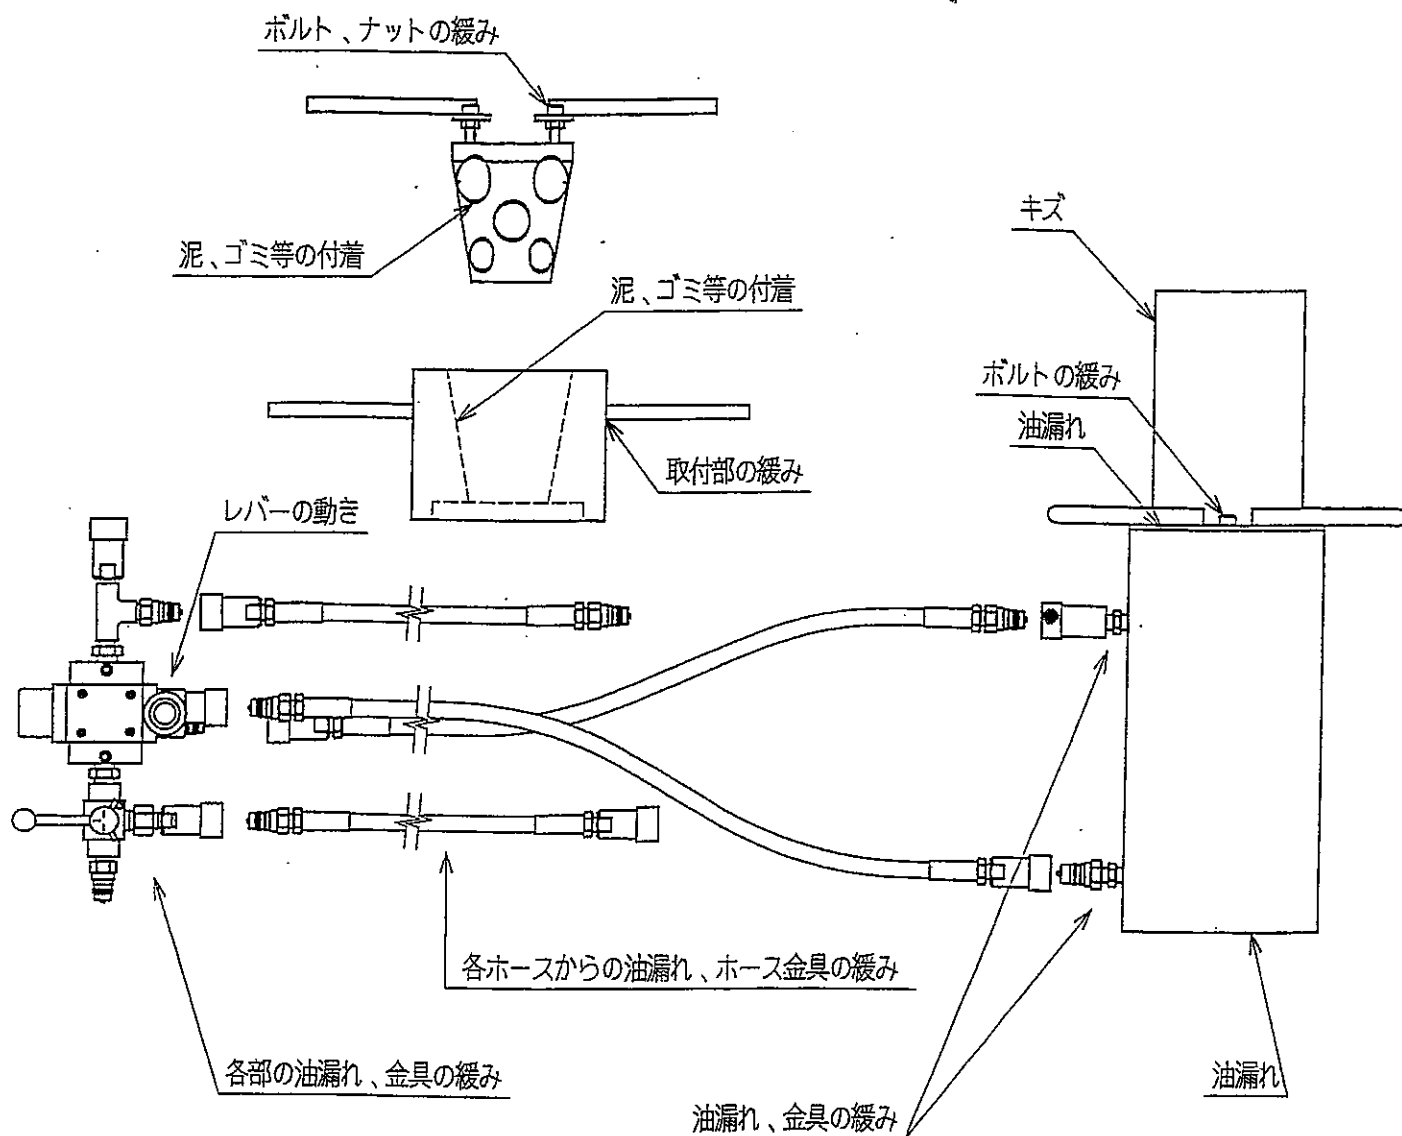 ボルト、ナットの緩み
泥、ゴミ等の付着
キズ
泥、ゴミ等の付着
ボルトの緩み
油漏れ
取付部の緩み
レバーの動き
各ホースからの油漏れ、ホース金具の緩み
各部の油漏れ、金具の緩み
油漏れ、金具の緩み
油漏れ